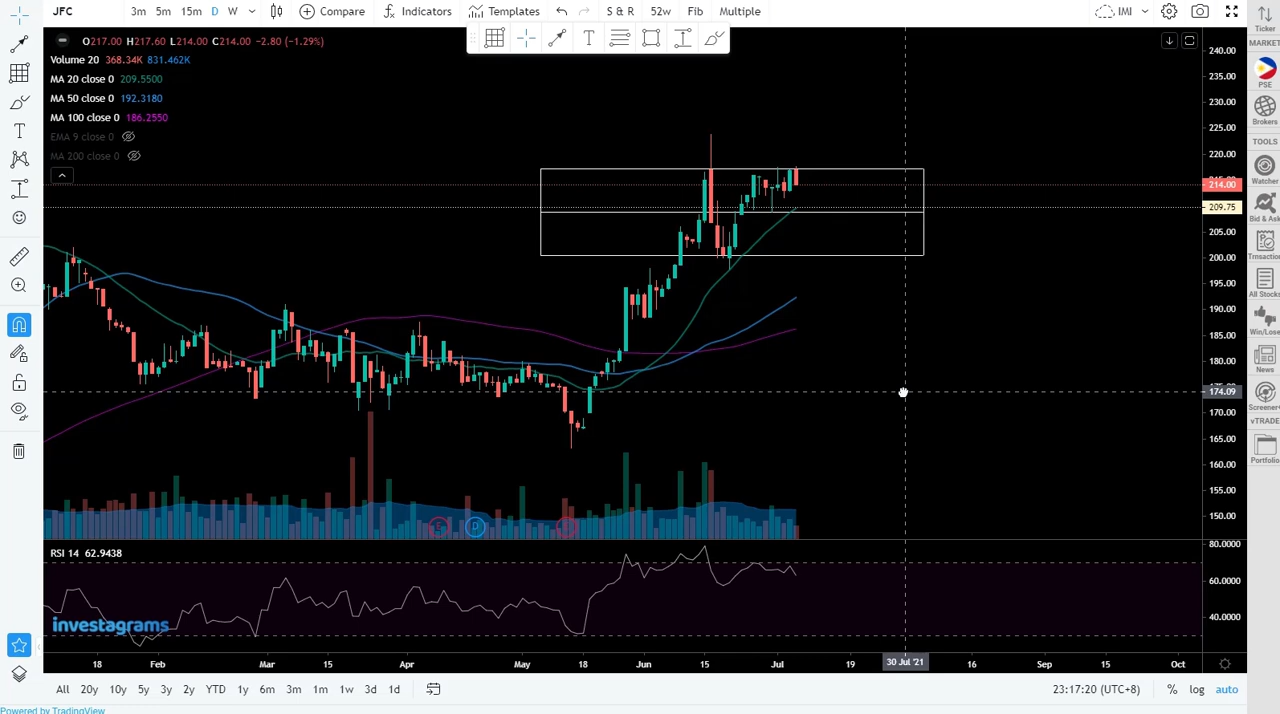 JFC 3m 5m 15m D W Compare Indicators Templates S & R 52w Fib Multiple IMI
Ticker
MARKET
O217.00 H217.60 L214.00 C214.00 −2.80 (−1.29%)
Volume 20 368.34K 831.462K
MA 20 close 0 209.5500
MA 50 close 0 192.3180
MA 100 close 0 186.2550
EMA 9 close 0
MA 200 close 0
240.00
235.00
230.00
225.00
220.00
214.00
209.75
205.00
200.00
195.00
190.00
185.00
180.00
174.09
170.00
165.00
160.00
155.00
150.00
PSE
Brokers
TOOLS
Watcher
Bid & Ask
Trnsaction
All Stocks
Win/Lose
News
Screener
vTRADE
Portfolio
D
RSI 14 62.9438
80.0000
60.0000
40.0000
investagrams
18 Feb Mar 15 Apr May 18 Jun 15 Jul 19 30 Jul '21 16 Sep 15 Oct
All 20y 10y 5y 3y 2y YTD 1y 6m 3m 1m 1w 3d 1d 23:17:20 (UTC+8) % log auto
Powered by TradingView